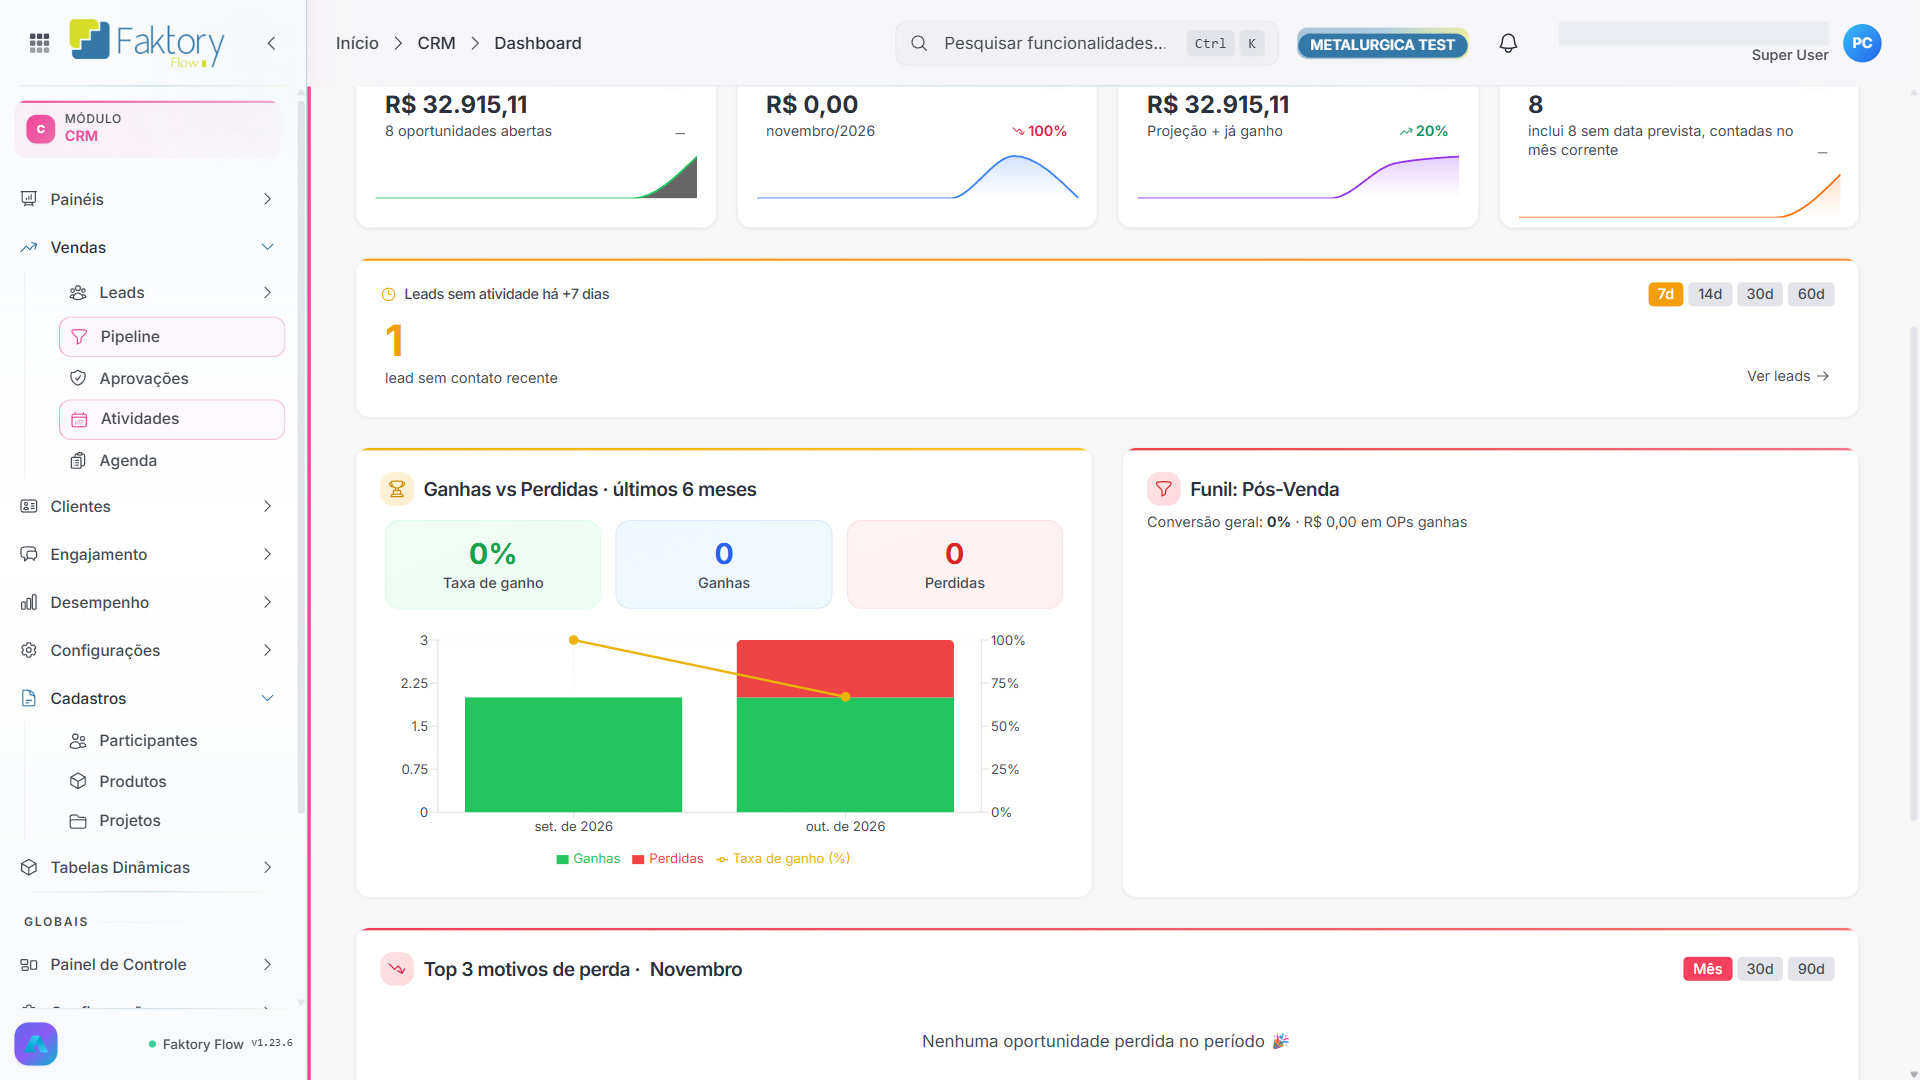 Faktory
Flow
Início
CRM
Dashboard
Pesquisar funcionalidades...
Ctrl
K
METALURGICA TEST
Super User
PC
C
MÓDULO
CRM
Painéis
Vendas
Leads
Pipeline
Aprovações
Atividades
Agenda
Clientes
Engajamento
Desempenho
Configurações
Cadastros
Participantes
Produtos
Projetos
Tabelas Dinâmicas
GLOBAIS
Painel de Controle
Faktory Flow v1.23.6
R$ 32.915,11
8 oportunidades abertas
–
R$ 0,00
novembro/2026
100%
R$ 32.915,11
Projeção + já ganho
20%
8
inclui 8 sem data prevista, contadas no
mês corrente
–
Leads sem atividade há +7 dias
7d
14d
30d
60d
1
lead sem contato recente
Ver leads →
Ganhas vs Perdidas · últimos 6 meses
0%
Taxa de ganho
0
Ganhas
0
Perdidas
3
2.25
1.5
0.75
0
100%
75%
50%
25%
0%
set. de 2026
out. de 2026
Ganhas
Perdidas
Taxa de ganho (%)
Funil: Pós-Venda
Conversão geral: 0% · R$ 0,00 em OPs ganhas
Top 3 motivos de perda · Novembro
Mês
30d
90d
Nenhuma oportunidade perdida no período 🎉